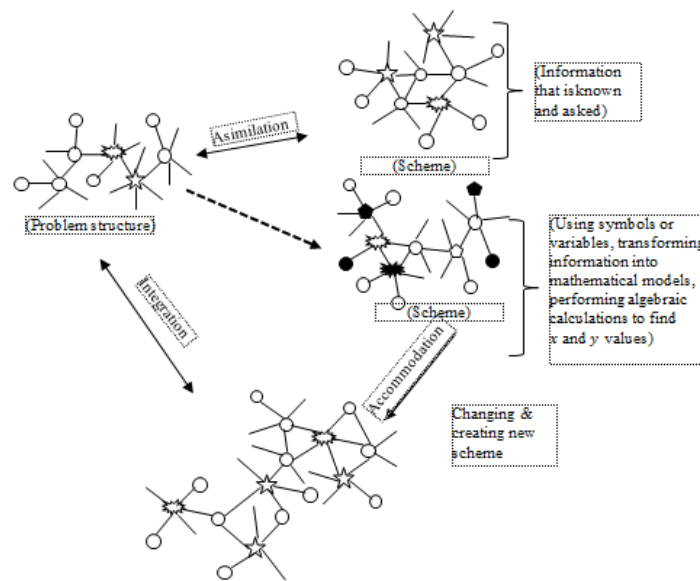 (Information
that isknown
and asked)
Asimilation
(Scheme)
(Problem structure)
(Using symbols or
variables, transforming
information into
mathematical models,
performing algebraic
calculations to find
x and y values)
(Scheme)
Integration
Accommodation
Changing &
creating new
scheme